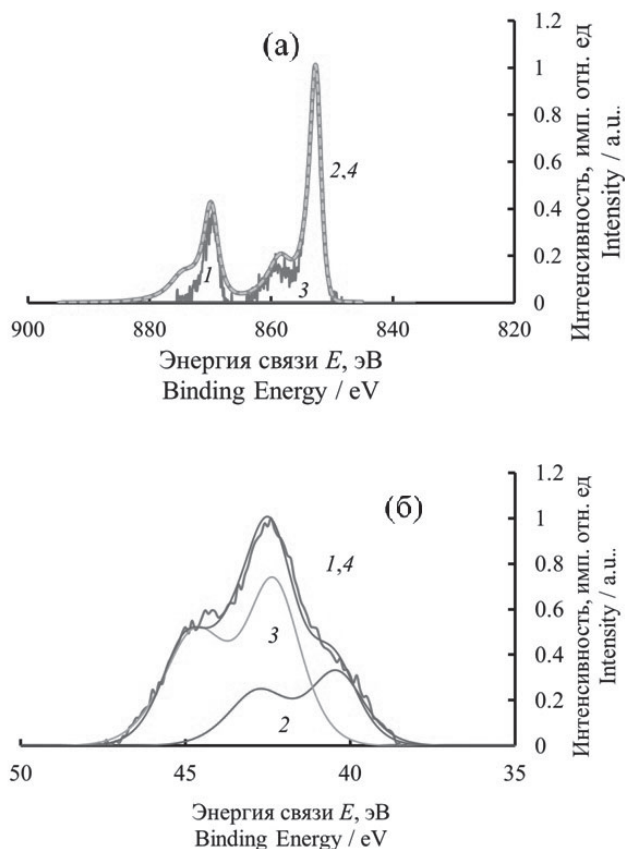 (а)
1.2
1
0.8
0.6
0.4
0.2
0
2,4
1
3
900 880 860 840 820
Энергия связи E, эВ
Binding Energy / eV
Интенсивность, имп. отн. ед
Intensity / a.u..
(б)
1.2
1
0.8
0.6
0.4
0.2
0
1,4
3
2
50 45 40 35
Энергия связи E, эВ
Binding Energy / eV
Интенсивность, имп. отн. ед
Intensity / a.u..